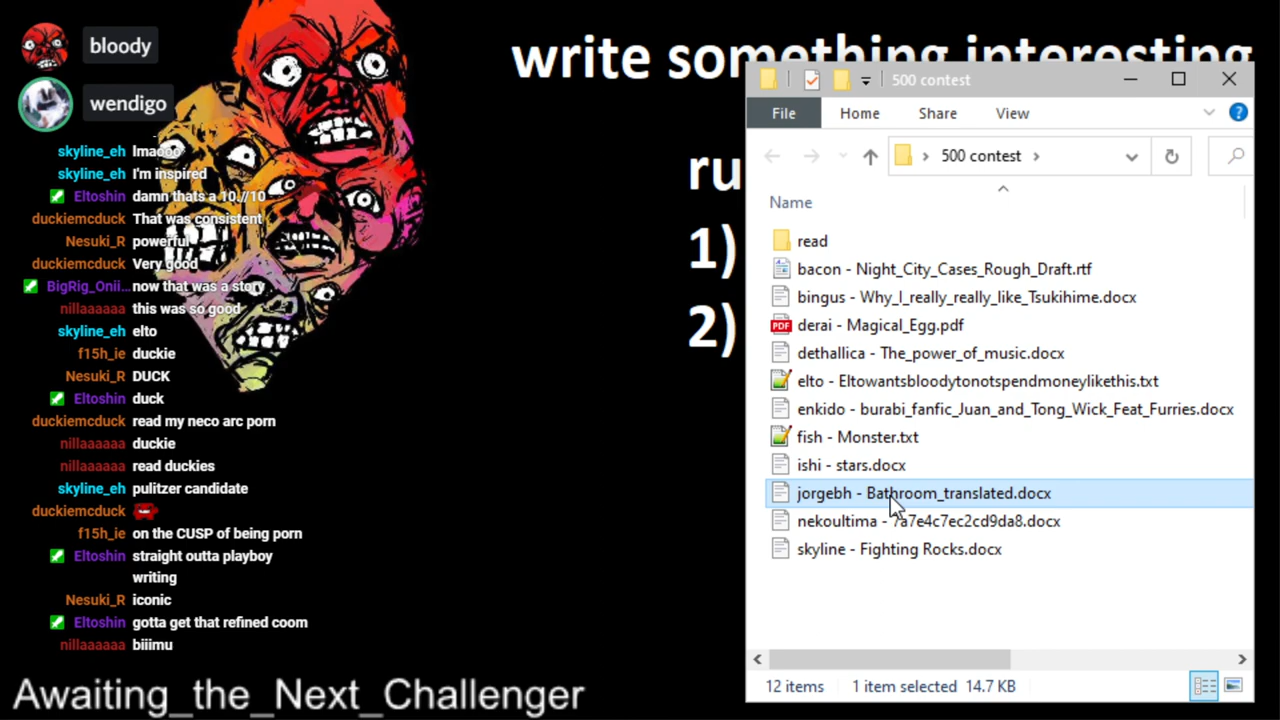 bloody
wendigo
skyline_eh lmaooo
skyline_eh I'm inspired
Eltoshin damn thats a 10,//10
duckiemcduck That was consistent
Nesuki_R powerful
duckiemcduck Very good
BigRig_Onii... now that was a story
nillaaaaaa this was so good
skyline_eh elto
f15h_ie duckie
Nesuki_R DUCK
Eltoshin duck
duckiemcduck read my neco arc porn
nillaaaaaa duckie
nillaaaaaa read duckies
skyline_eh pulitzer candidate
duckiemcduck
f15h_ie on the CUSP of being porn
Eltoshin straight outta playboy
writing
Nesuki_R iconic
Eltoshin gotta get that refined coom
nillaaaaaa biiimu
Awaiting_the_Next_Challenger
write something interesting
ru
1)
2)
500 contest
File Home Share View
500 contest
Name
read
bacon - Night_City_Cases_Rough_Draft.rtf
bingus - Why_I_really_really_like_Tsukihime.docx
PDF derai - Magical_Egg.pdf
dethallica - The_power_of_music.docx
elto - Eltowantsbloodytonotspendmoneylikethis.txt
enkido - burabi_fanfic_Juan_and_Tong_Wick_Feat_Furries.docx
fish - Monster.txt
ishi - stars.docx
jorgebh - Bathroom_translated.docx
nekoultima - 7a7e4c7ec2cd9da8.docx
skyline - Fighting Rocks.docx
12 items 1 item selected 14.7 KB